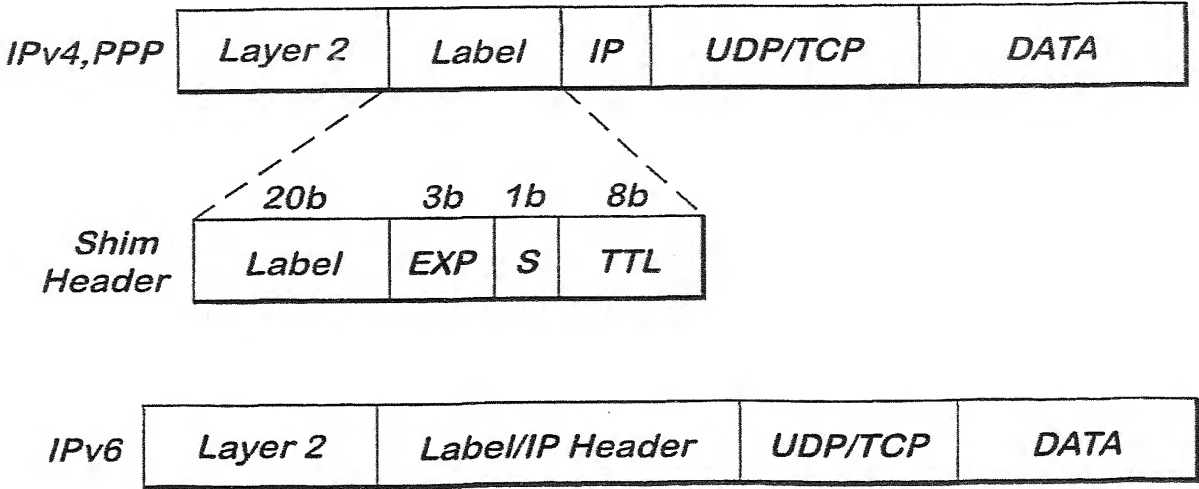 IPv4,PPP Layer 2 Label IP UDP/TCP DATA
20b 3b 1b 8b
Shim Header Label EXP S TTL
IPv6 Layer 2 Label/IP Header UDP/TCP DATA